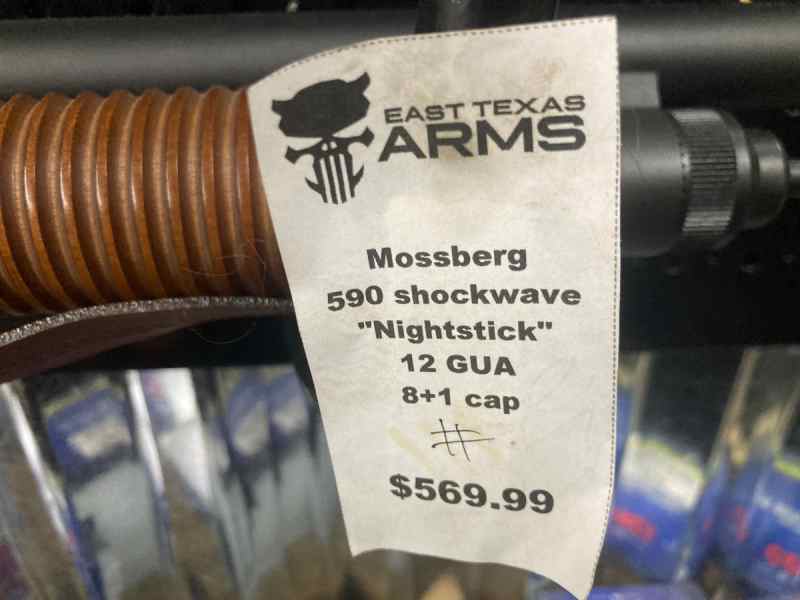 EAST TEXAS
ARMS
Mossberg
590 shockwave
"Nightstick"
12 GUA
8+1 cap
#
$569.99